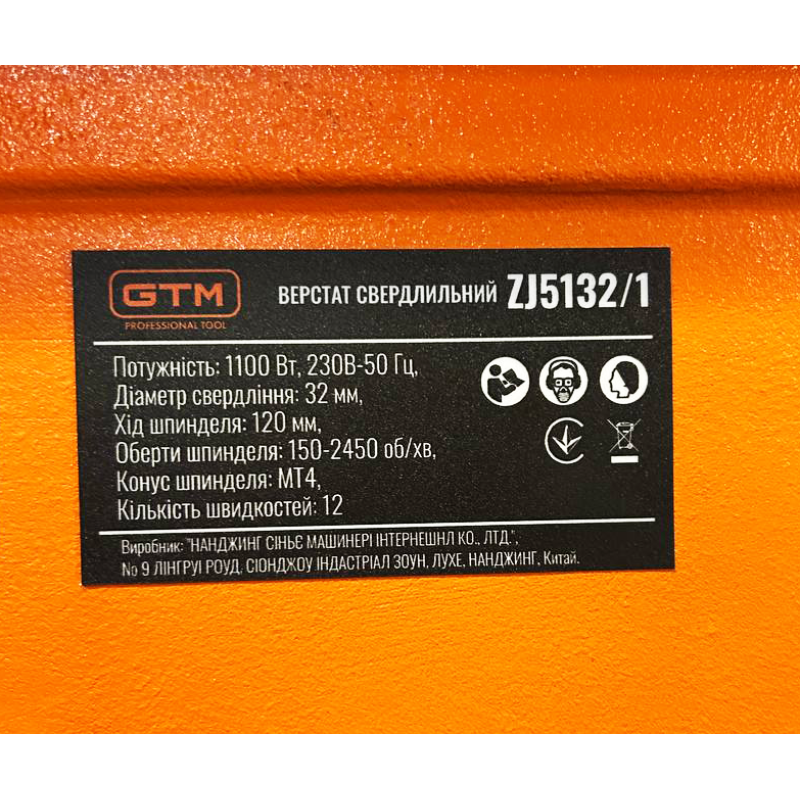 GTM
PROFESSIONAL TOOL
ВЕРСТАТ СВЕРДЛИЛЬНИЙ ZJ5132/1
Потужність: 1100 Вт, 230В-50 Гц,
Діаметр свердління: 32 мм,
Хід шпинделя: 120 мм,
Оберти шпинделя: 150-2450 об/хв,
Конус шпинделя: МТ4,
Кількість швидкостей: 12
Виробник: "НАНДЖИНГ СІНЬЄ МАШИНЕРІ ІНТЕРНЕШНЛ КО., ЛТД.",
№ 9 ЛІНГРУІ РОУД, СІОНДЖОУ ІНДАСТРІАЛ ЗОУН, ЛУХЕ, НАНДЖИНГ, Китай.